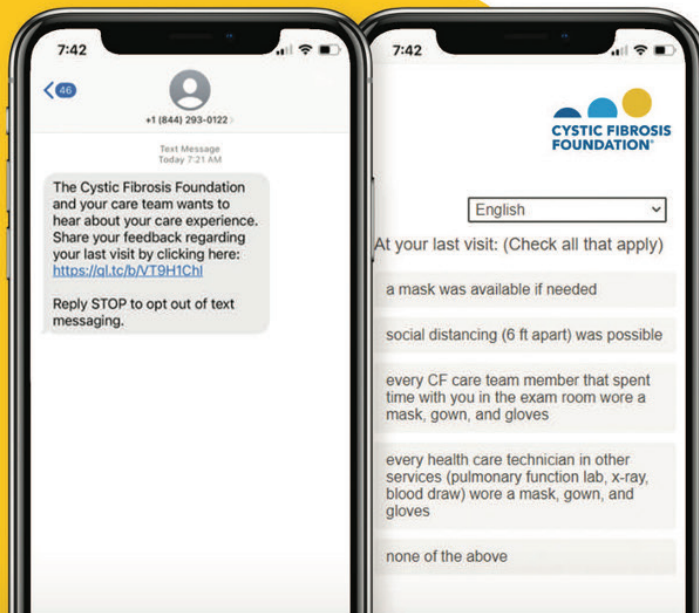 7:42
46
+1 (844) 293-0122 >
Text Message
Today 7:21 AM
The Cystic Fibrosis Foundation
and your care team wants to
hear about your care experience.
Share your feedback regarding
your last visit by clicking here:
https://ql.tc/b/VT9H1ChI
Reply STOP to opt out of text
messaging.
7:42
CYSTIC FIBROSIS
FOUNDATION®
English
At your last visit: (Check all that apply)
a mask was available if needed
social distancing (6 ft apart) was possible
every CF care team member that spent
time with you in the exam room wore a
mask, gown, and gloves
every health care technician in other
services (pulmonary function lab, x-ray,
blood draw) wore a mask, gown, and
gloves
none of the above